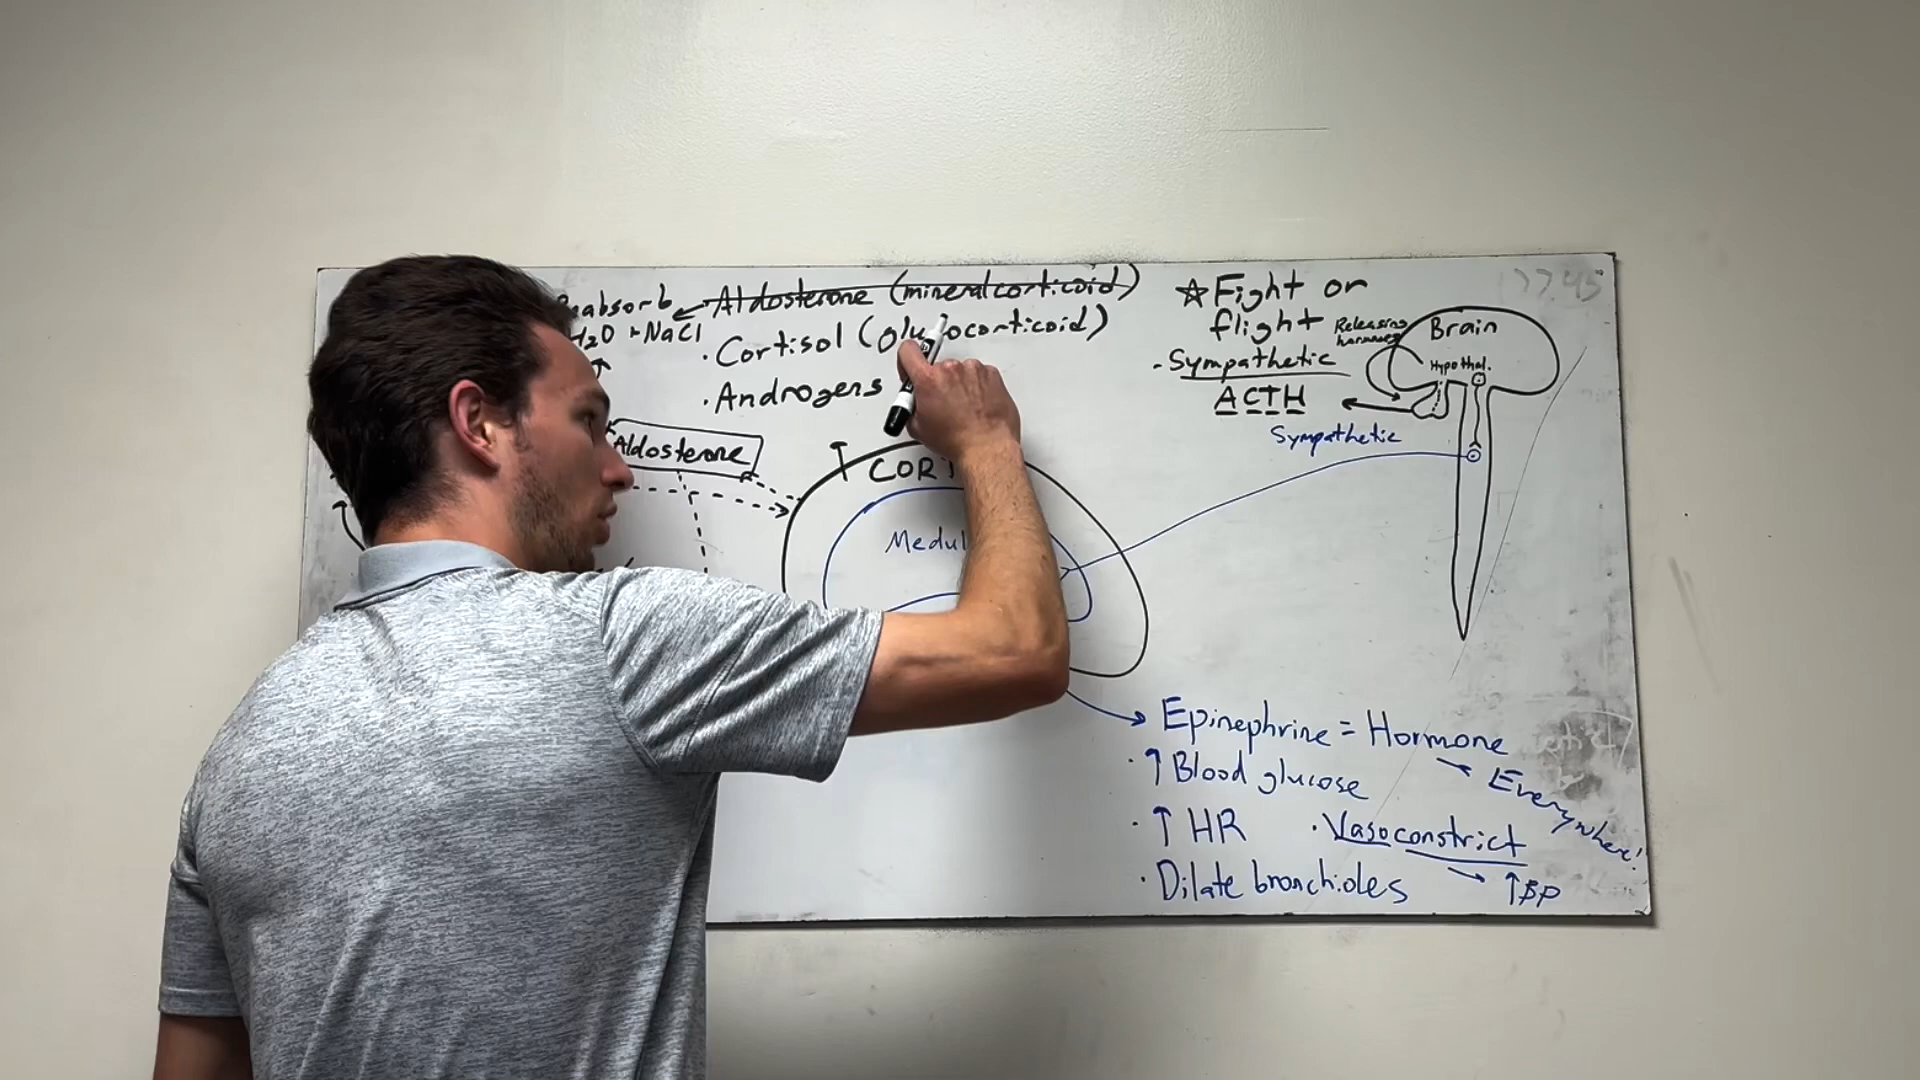 Reabsorb
H₂O + NaCl
Aldosterone (mineralcorticoid)
· Cortisol (glucocorticoid)
· Androgens
Aldosterone
COR
Medul
☆ Fight or
flight
- Sympathetic
ACTH
Releasing
hormones
Brain
Hypothal.
Sympathetic
Epinephrine = Hormone
Everywhere!
· ↑ Blood glucose
· ↑ HR
· Vasoconstrict
↑ BP
· Dilate bronchioles